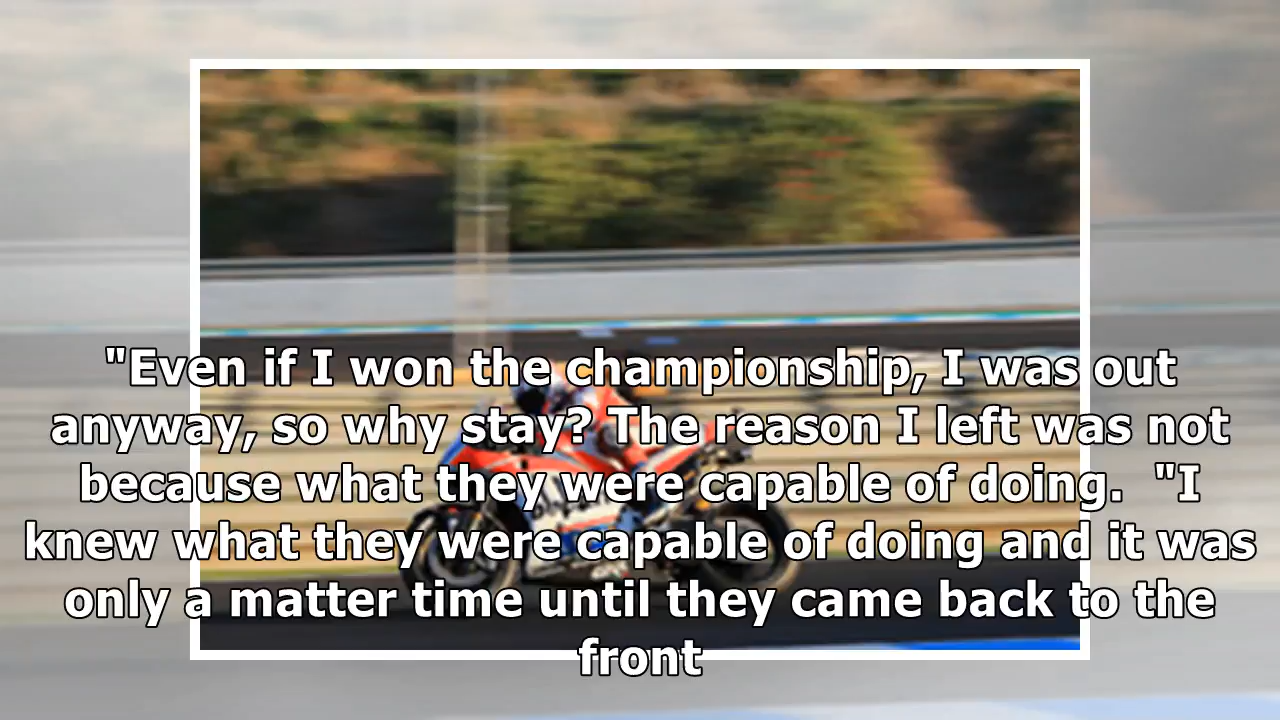 "Even if I won the championship, I was out
anyway, so why stay? The reason I left was not
because what they were capable of doing.  "I
knew what they were capable of doing and it was
only a matter time until they came back to the
front